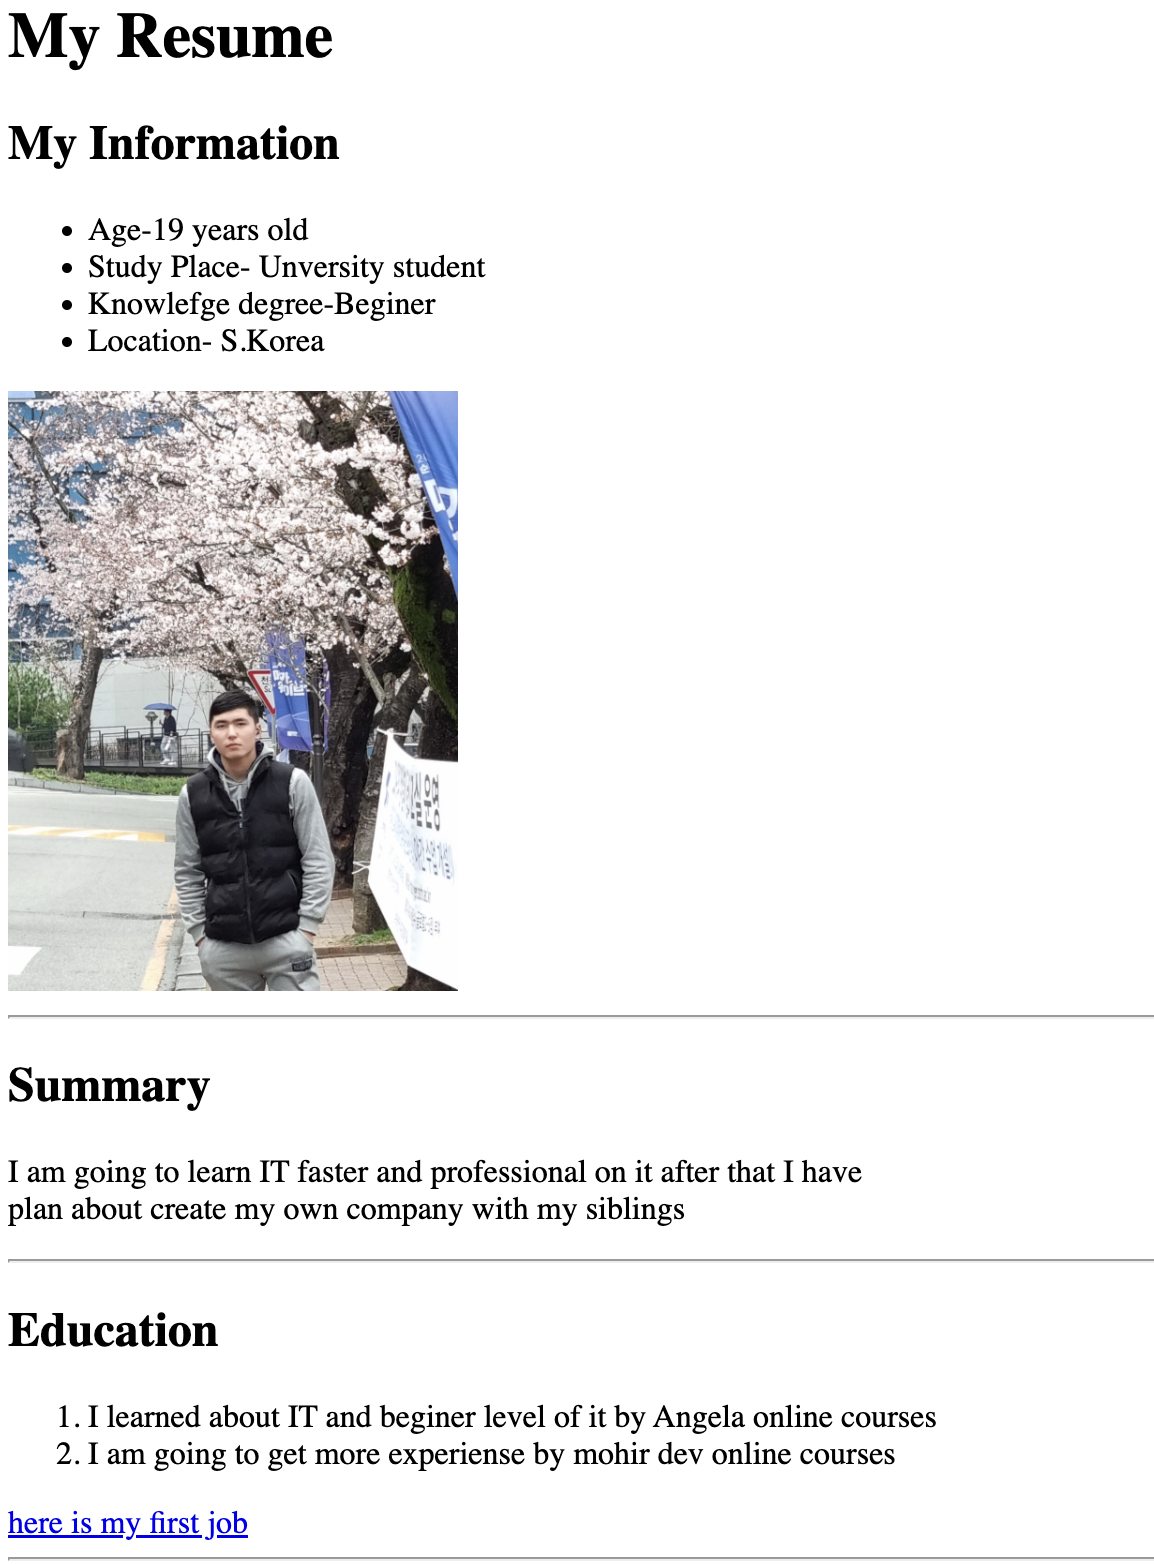 My Resume
My Information
Age-19 years old
Study Place- Unversity student
Knowlefge degree-Beginer
Location- S.Korea
실 운영
Summary
I am going to learn IT faster and professional on it after that I have
plan about create my own company with my siblings
Education
1. I learned about IT and beginer level of it by Angela online courses
2. I am going to get more experiense by mohir dev online courses
here is my first job